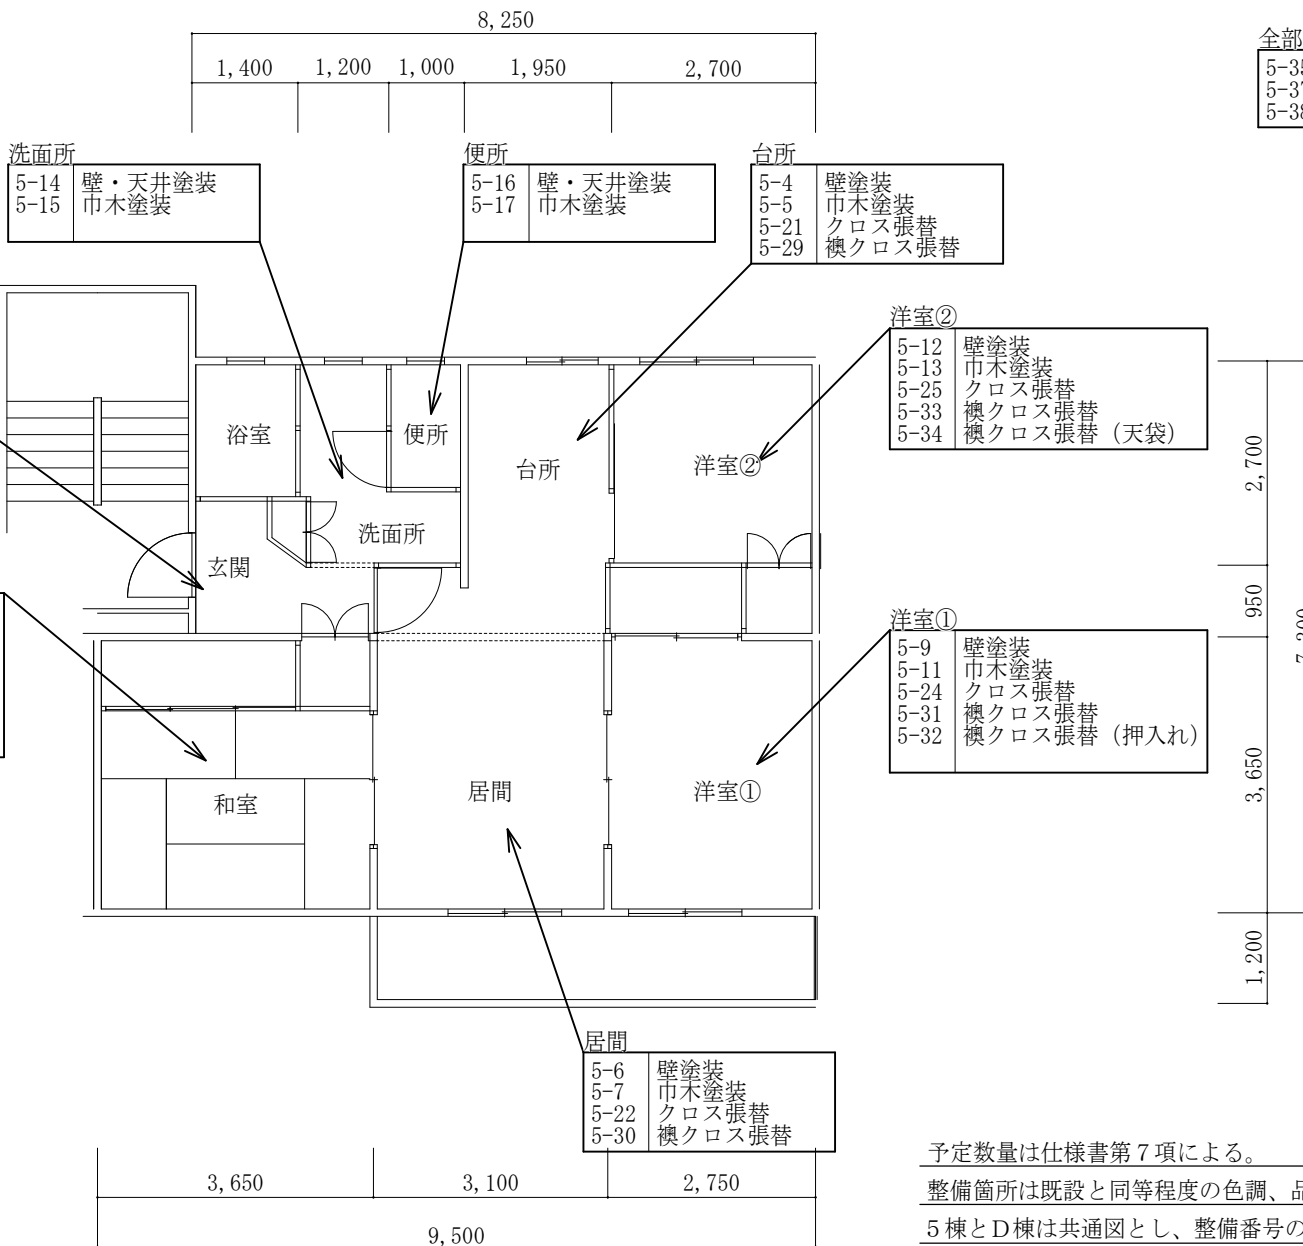 8,250
1,400 1,200 1,000 1,950 2,700
全部
5-35
5-37
5-38
洗面所
5-14 壁・天井塗装
5-15 巾木塗装
便所
5-16 壁・天井塗装
5-17 巾木塗装
台所
5-4 壁塗装
5-5 巾木塗装
5-21 クロス張替
5-29 襖クロス張替
洋室②
5-12 壁塗装
5-13 巾木塗装
5-25 クロス張替
5-33 襖クロス張替
5-34 襖クロス張替（天袋）
浴室
便所
台所
洋室②
洗面所
玄関
2,700
950
3,650
1,200
洋室①
5-9 壁塗装
5-11 巾木塗装
5-24 クロス張替
5-31 襖クロス張替
5-32 襖クロス張替（押入れ）
和室
居間
洋室①
居間
5-6 壁塗装
5-7 巾木塗装
5-22 クロス張替
5-30 襖クロス張替
3,650 3,100 2,750
9,500
予定数量は仕様書第７項による。
整備箇所は既設と同等程度の色調、品
５棟とＤ棟は共通図とし、整備番号の